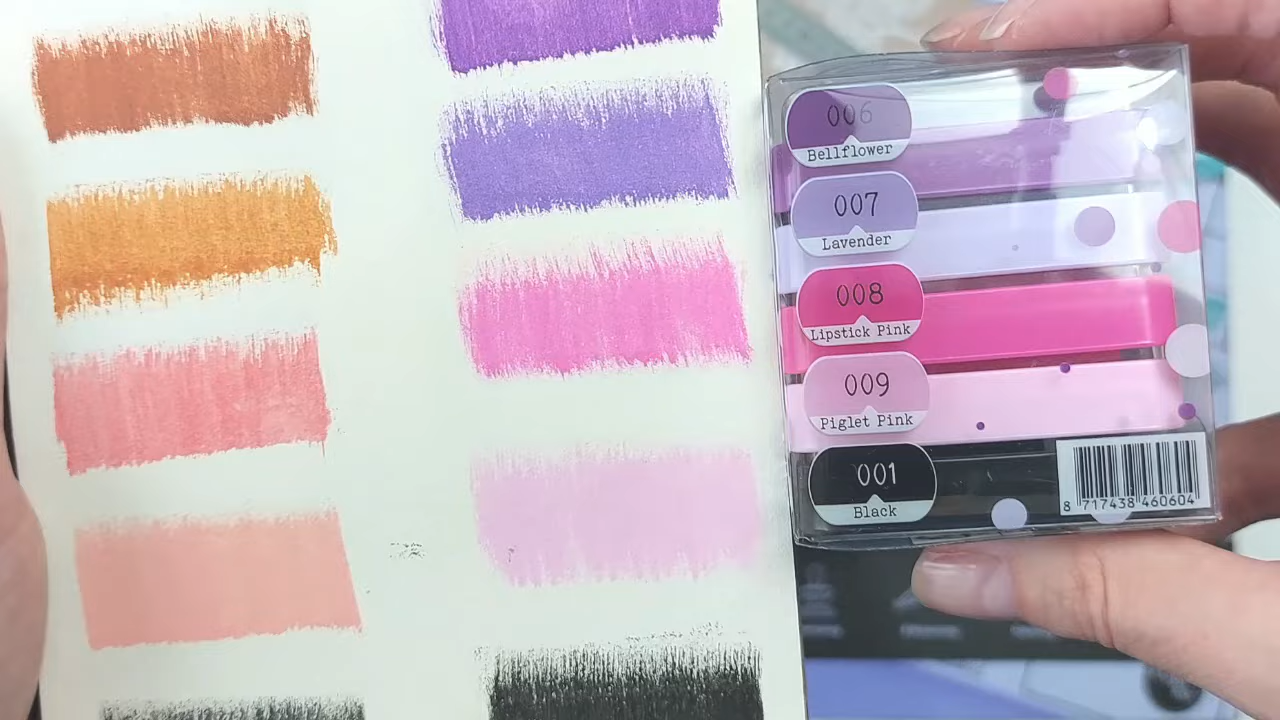 006
Bellflower
007
Lavender
008
Lipstick Pink
009
Piglet Pink
001
Black
8 717438 460604